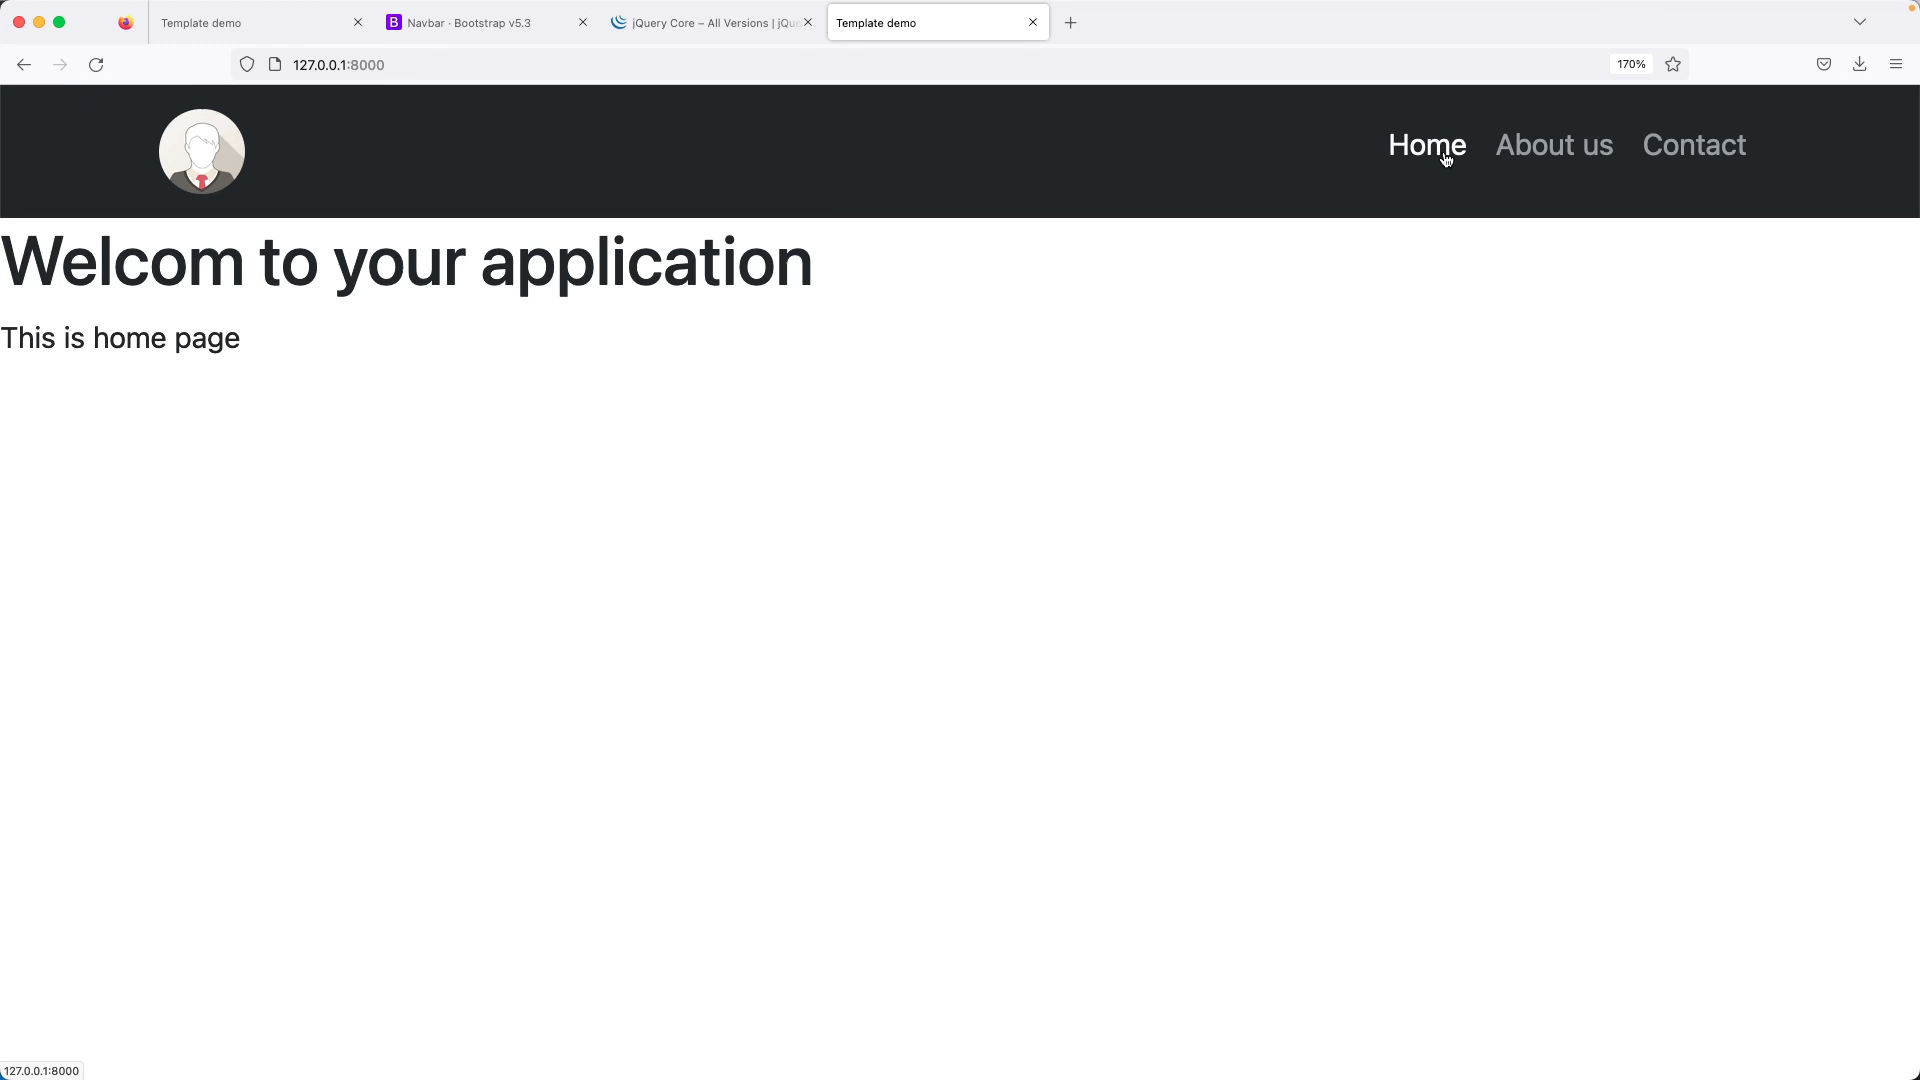 Template demo
Navbar · Bootstrap v5.3
jQuery Core – All Versions | jQue
Template demo
127.0.0.1:8000
170%
Home
About us
Contact
Welcom to your application
This is home page
127.0.0.1:8000